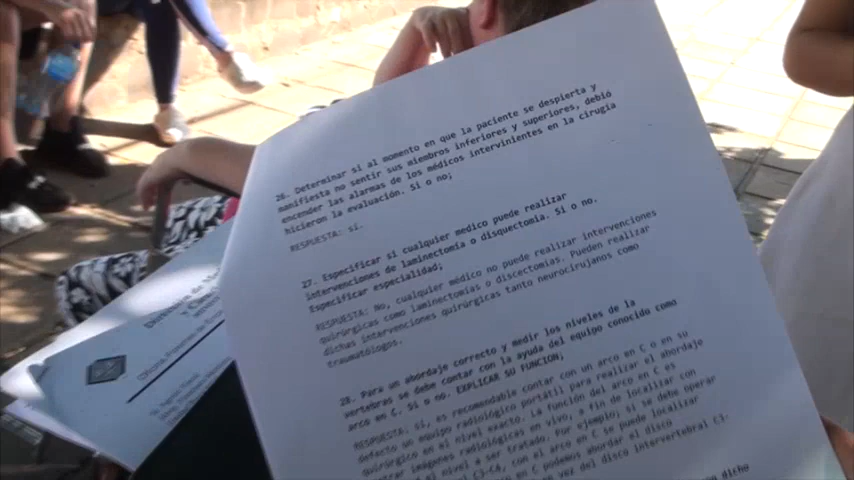 26. Determinar si al momento en que la paciente se despierta y
manifiesta no sentir sus miembros inferiores y superiores, debió
encender las alarmas de los médicos intervinientes en la cirugía
hicieron la evaluación. Si o no;
RESPUESTA: Sí.
27. Especificar si cualquier medico puede realizar
intervenciones de laminectomía o disquectomia. Si o no.
Especificar especialidad;
RESPUESTA: No, cualquier médico no puede realizar intervenciones
quirúrgicas como laminectomías o discectomías. Pueden realizar
dichas intervenciones quirúrgicas tanto neurocirujanos como
traumatólogos.
28. Para un abordaje correcto y medir los niveles de la
vertebras se debe contar con la ayuda del equipo conocido como
arco en C. Si o no. EXPLICAR SU FUNCION;
RESPUESTA: Sí, es recomendable contar con un arco en C o en su
defecto un equipo radiológico portátil para realizar el abordaje
quirúrgico en el nivel exacto. La función del arco en C es
imágenes radiológicas en vivo, a fin de localizar con
el nivel a ser tratado. Por ejemplo; si se debe operar
C3-C4, con el arco en C se puede localizar
en C podemos abordar el disco
vez del disco intervertebral C3-
dicho